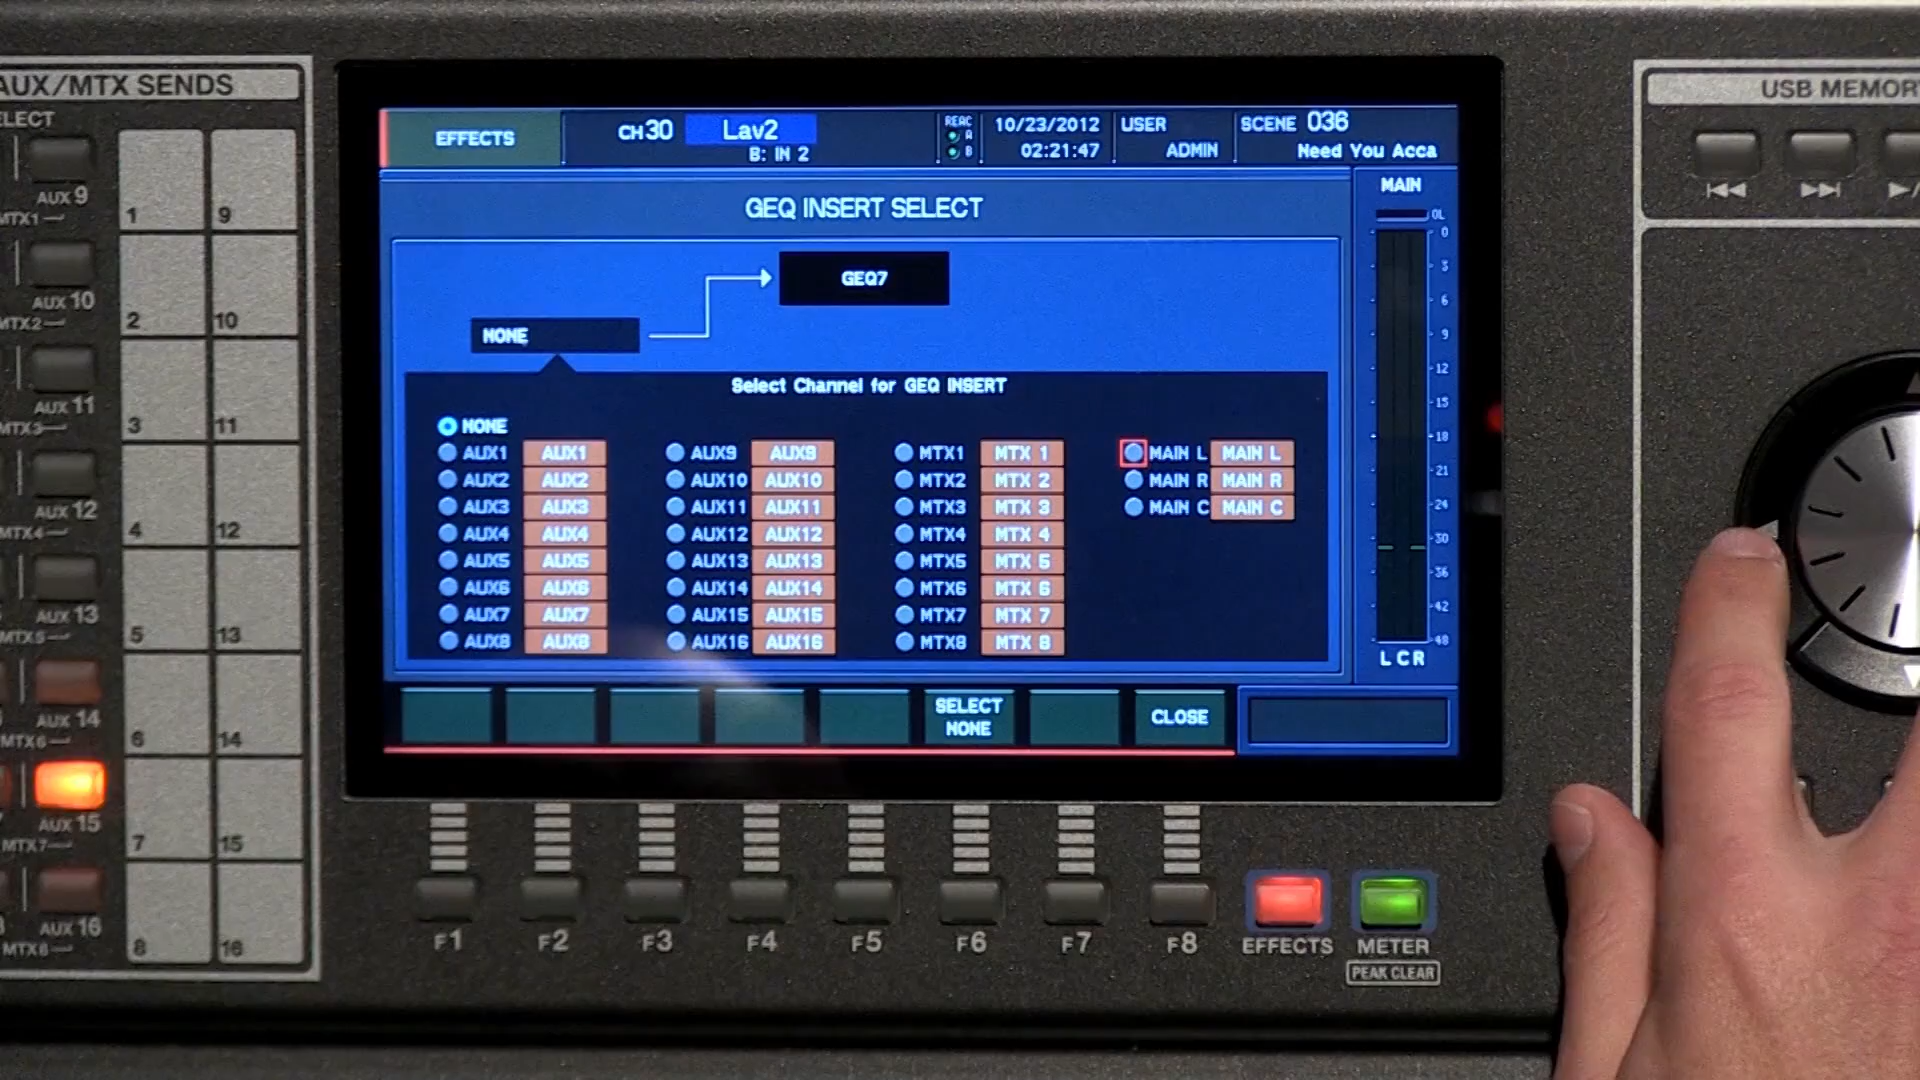 AUX/MTX SENDS
ELECT
AUX 9
MTX1
AUX 10
MTX2
AUX 11
MTX3
AUX 12
MTX4
AUX 13
MTX5
AUX 14
MTX6
AUX 15
MTX7
AUX 16
MTX8
1 9
2 10
3 11
4 12
5 13
6 14
7 15
8 16
EFFECTS
CH30 Lav2
B: IN 2
REAC
A
B
10/23/2012
02:21:47
USER
ADMIN
SCENE 036
Need You Acca
GEQ INSERT SELECT
GEQ7
NONE
Select Channel for GEQ INSERT
NONE
AUX1 AUX1 AUX9 AUX9 MTX1 MTX 1 MAIN L MAIN L
AUX2 AUX2 AUX10 AUX10 MTX2 MTX 2 MAIN R MAIN R
AUX3 AUX3 AUX11 AUX11 MTX3 MTX 3 MAIN C MAIN C
AUX4 AUX4 AUX12 AUX12 MTX4 MTX 4
AUX5 AUX5 AUX13 AUX13 MTX5 MTX 5
AUX6 AUX6 AUX14 AUX14 MTX6 MTX 6
AUX7 AUX7 AUX15 AUX15 MTX7 MTX 7
AUX8 AUX8 AUX16 AUX16 MTX8 MTX 8
MAIN
OL
0
3
6
9
12
15
18
21
24
30
36
42
48
L C R
SELECT
NONE
CLOSE
F1 F2 F3 F4 F5 F6 F7 F8
EFFECTS
METER
PEAK CLEAR
USB MEMORY